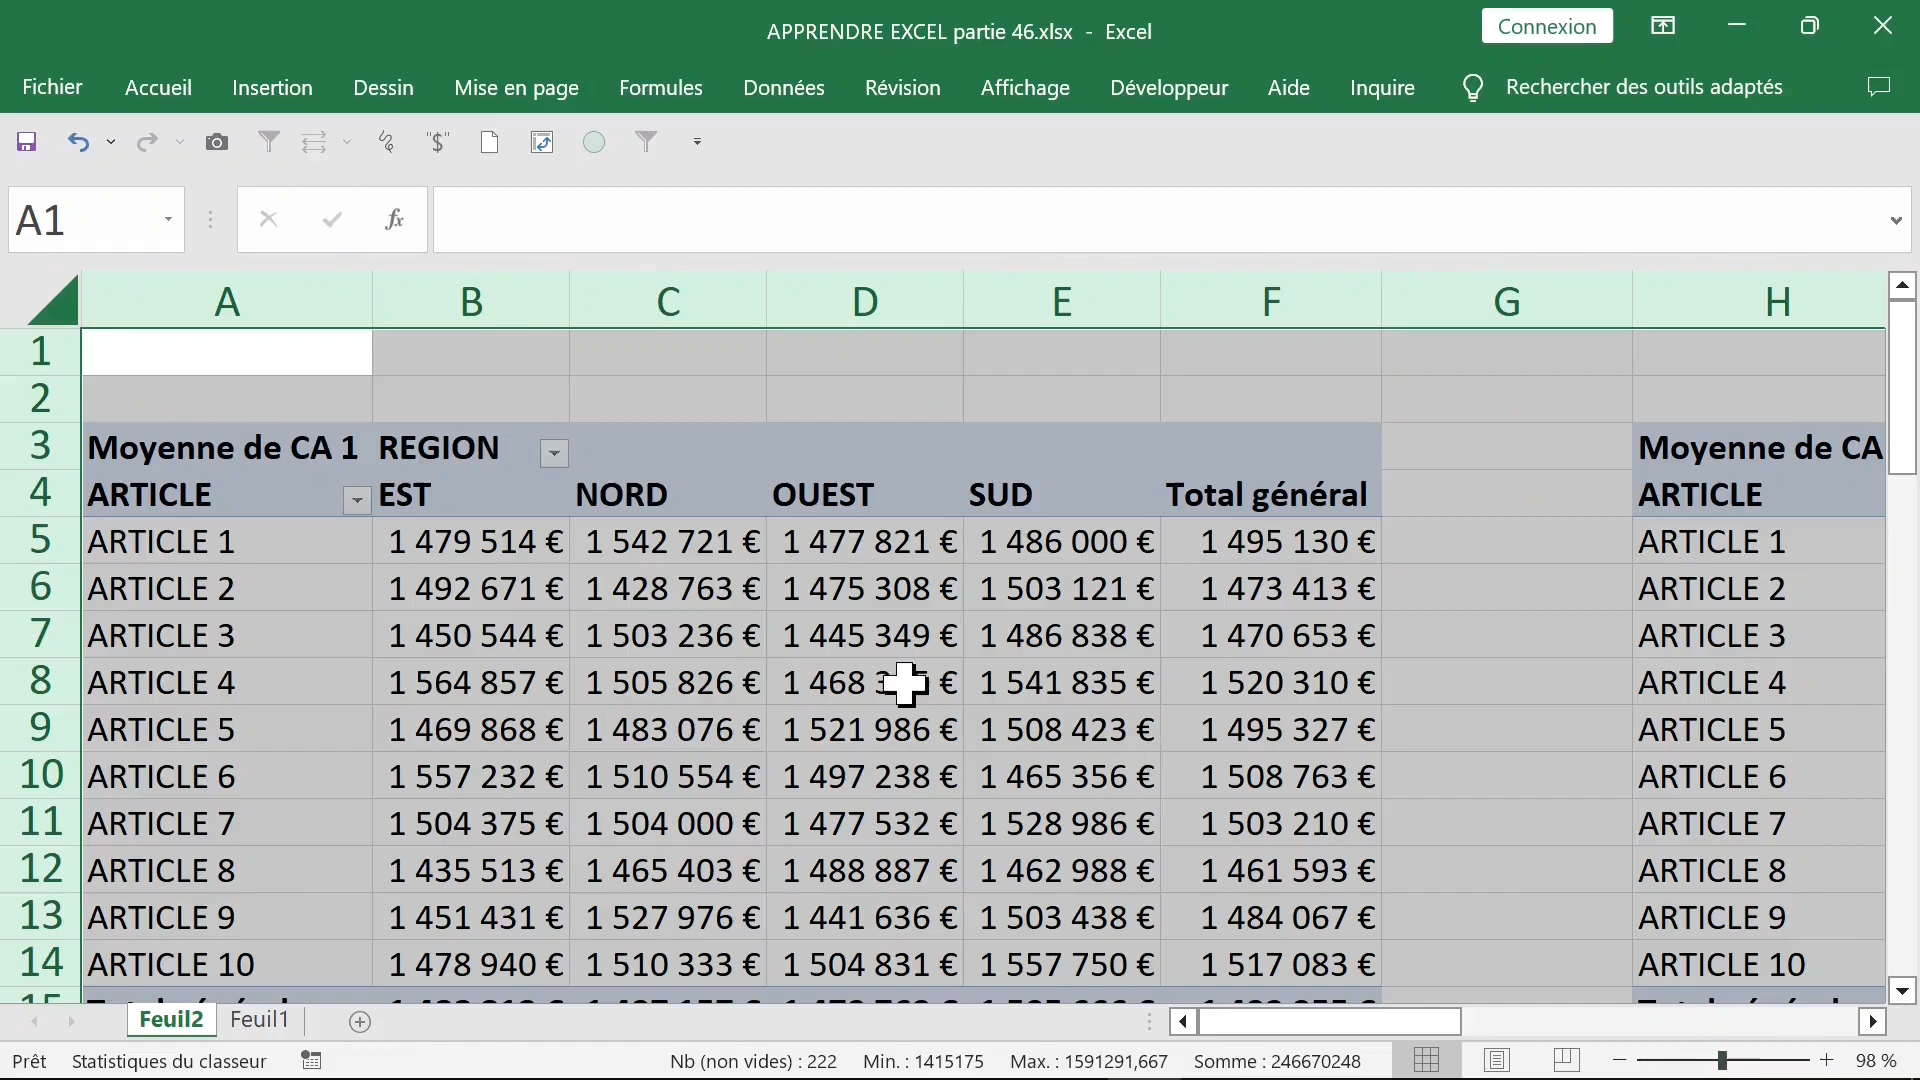 APPRENDRE EXCEL partie 46.xlsx - Excel
Connexion
Fichier Accueil Insertion Dessin Mise en page Formules Données Révision Affichage Développeur Aide Inquire Rechercher des outils adaptés
"$"
A1 fx
A B C D E F G H
1
2
3 Moyenne de CA 1 REGION Moyenne de CA
4 ARTICLE EST NORD OUEST SUD Total général ARTICLE
5 ARTICLE 1 1 479 514 € 1 542 721 € 1 477 821 € 1 486 000 € 1 495 130 € ARTICLE 1
6 ARTICLE 2 1 492 671 € 1 428 763 € 1 475 308 € 1 503 121 € 1 473 413 € ARTICLE 2
7 ARTICLE 3 1 450 544 € 1 503 236 € 1 445 349 € 1 486 838 € 1 470 653 € ARTICLE 3
8 ARTICLE 4 1 564 857 € 1 505 826 € 1 468 € 1 541 835 € 1 520 310 € ARTICLE 4
9 ARTICLE 5 1 469 868 € 1 483 076 € 1 521 986 € 1 508 423 € 1 495 327 € ARTICLE 5
10 ARTICLE 6 1 557 232 € 1 510 554 € 1 497 238 € 1 465 356 € 1 508 763 € ARTICLE 6
11 ARTICLE 7 1 504 375 € 1 504 000 € 1 477 532 € 1 528 986 € 1 503 210 € ARTICLE 7
12 ARTICLE 8 1 435 513 € 1 465 403 € 1 488 887 € 1 462 988 € 1 461 593 € ARTICLE 8
13 ARTICLE 9 1 451 431 € 1 527 976 € 1 441 636 € 1 503 438 € 1 484 067 € ARTICLE 9
14 ARTICLE 10 1 478 940 € 1 510 333 € 1 504 831 € 1 557 750 € 1 517 083 € ARTICLE 10
Feuil2 Feuil1
Prêt Statistiques du classeur Nb (non vides) : 222 Min. : 1415175 Max. : 1591291,667 Somme : 246670248 98 %